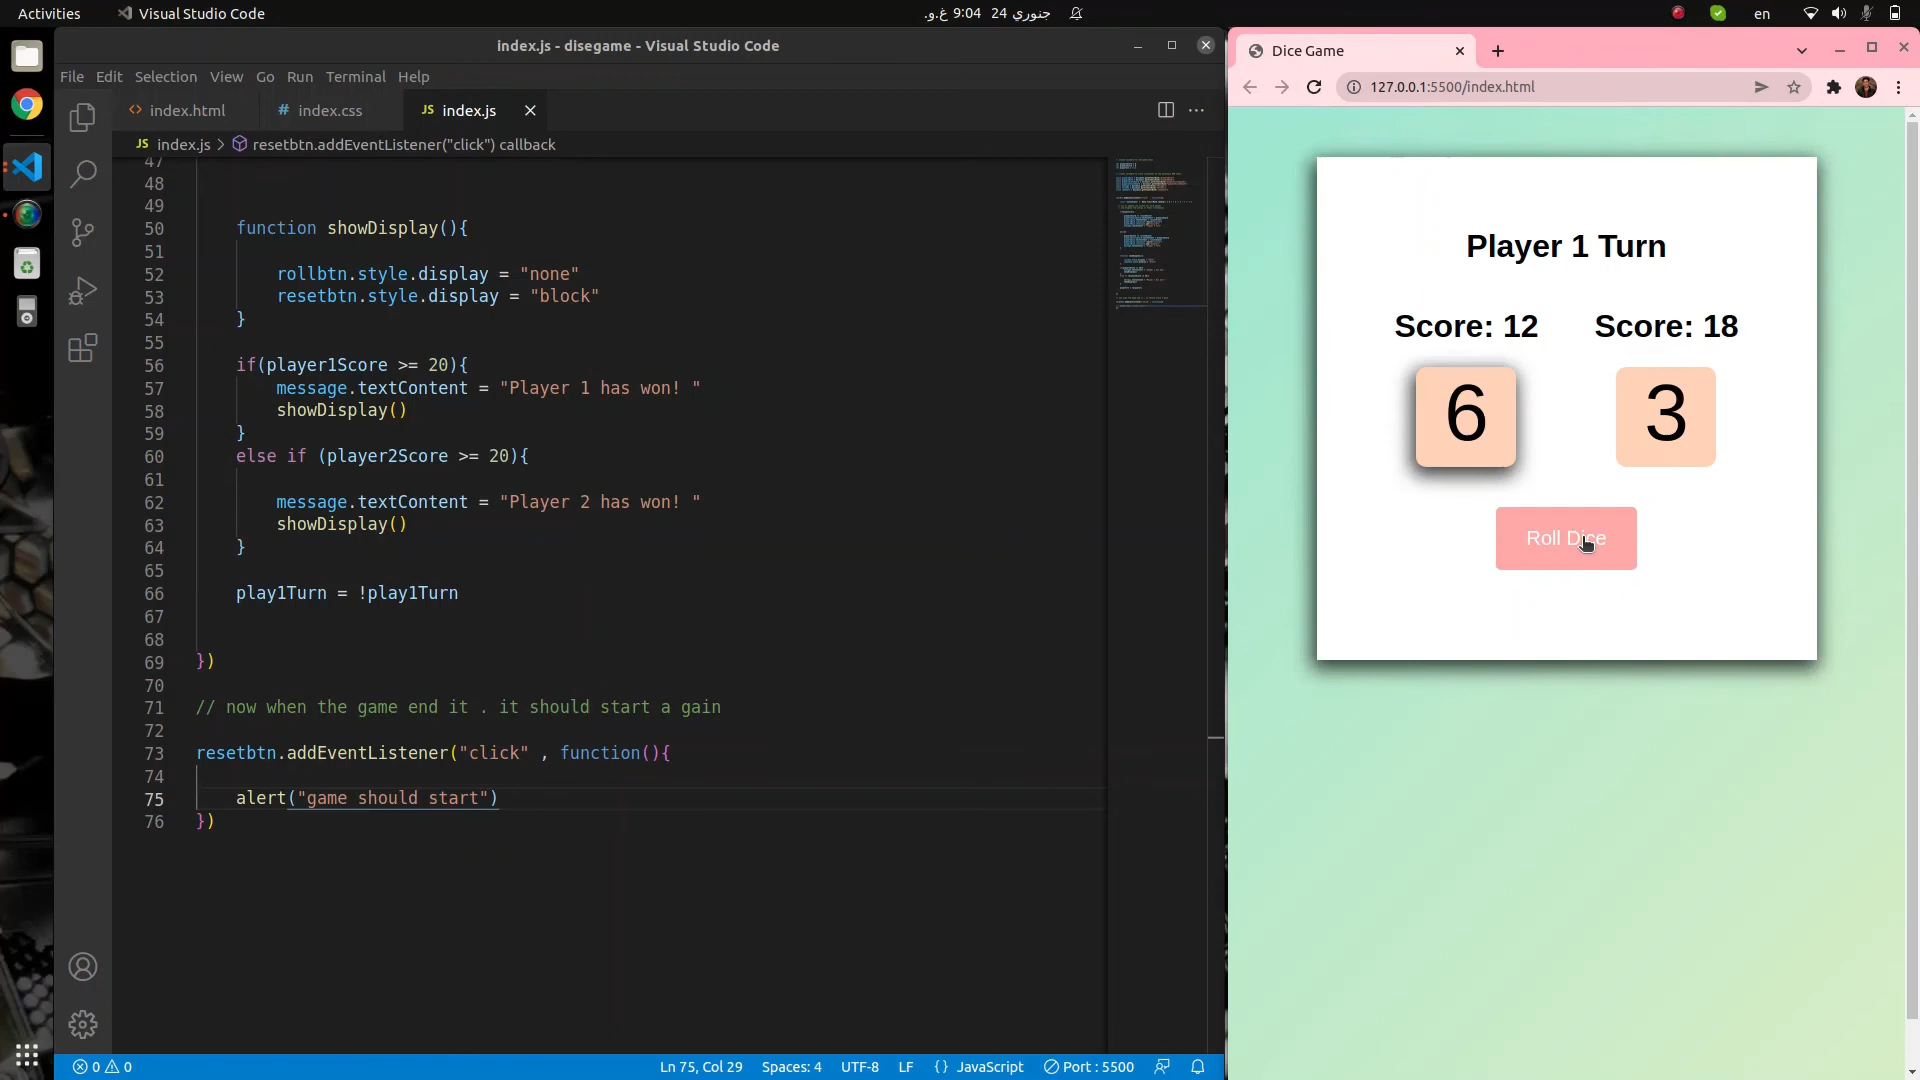 Activities
Visual Studio Code
جنوري 24  9:04 غ.و.
en
index.js - disegame - Visual Studio Code
File Edit Selection View Go Run Terminal Help
index.html
# index.css
JS index.js
JS index.js > resetbtn.addEventListener("click") callback
47
48
49
50 function showDisplay(){
51
52 rollbtn.style.display = "none"
53 resetbtn.style.display = "block"
54 }
55
56 if(player1Score >= 20){
57 message.textContent = "Player 1 has won! "
58 showDisplay()
59 }
60 else if (player2Score >= 20){
61
62 message.textContent = "Player 2 has won! "
63 showDisplay()
64 }
65
66 play1Turn = !play1Turn
67
68
69 })
70
71 // now when the game end it . it should start a gain
72
73 resetbtn.addEventListener("click" , function(){
74
75 alert("game should start")
76 })
0 0
Ln 75, Col 29
Spaces: 4
UTF-8
LF
{} JavaScript
Port : 5500
Dice Game
127.0.0.1:5500/index.html
Player 1 Turn
Score: 12
Score: 18
6
3
Roll Dice